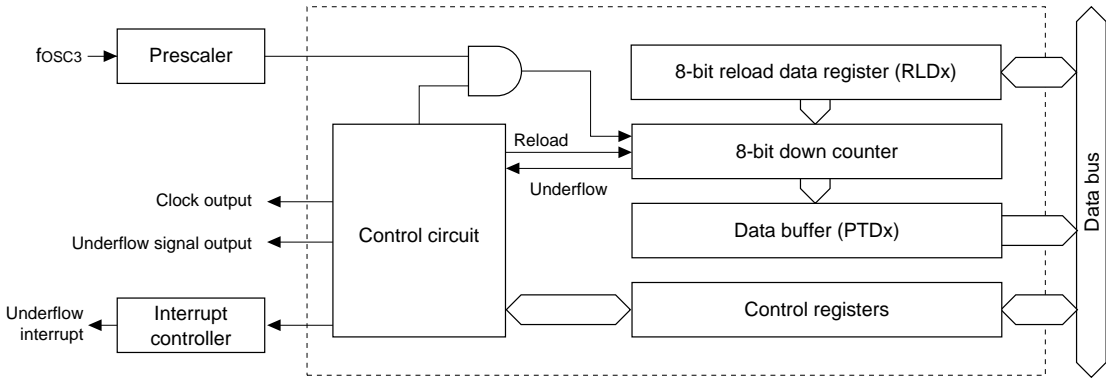 fOSC3
Prescaler
8-bit reload data register (RLDx)
Reload
8-bit down counter
Underflow
Clock output
Underflow signal output
Control circuit
Data buffer (PTDx)
Underflow
interrupt
Interrupt
controller
Control registers
Data bus